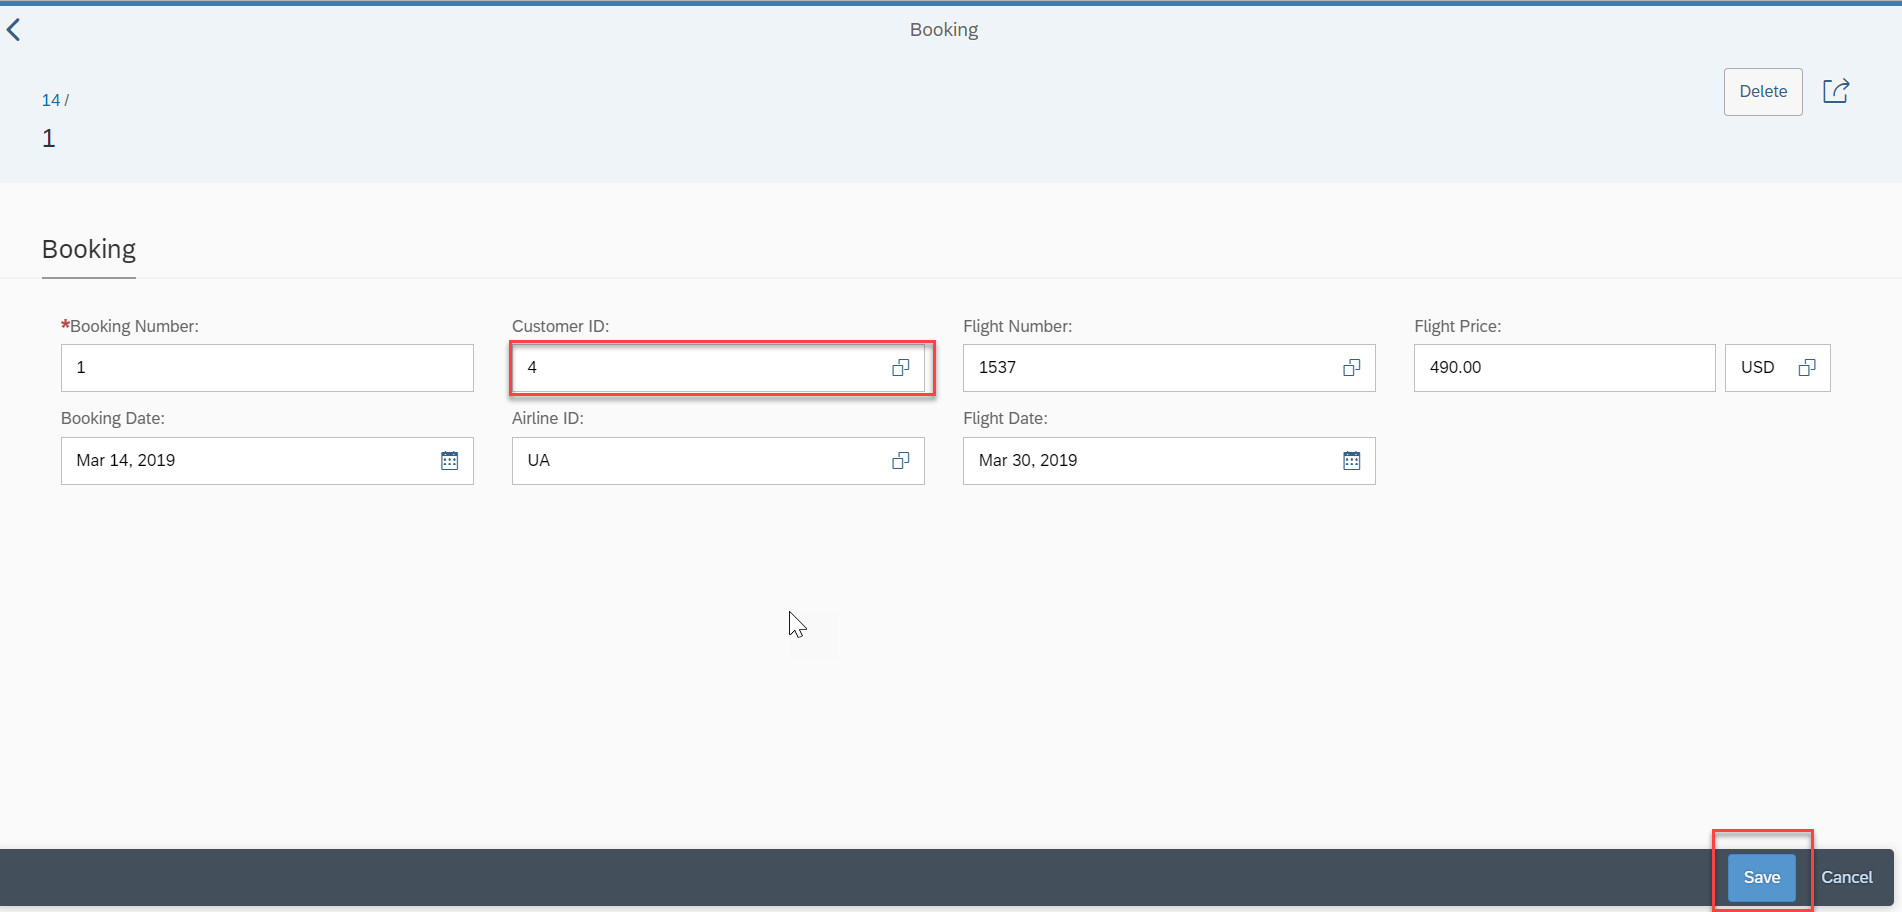 Booking
14 /
Delete
1
Booking
*Booking Number:
1
Customer ID:
4
Flight Number:
1537
Flight Price:
490.00
USD
Booking Date:
Mar 14, 2019
Airline ID:
UA
Flight Date:
Mar 30, 2019
Save
Cancel